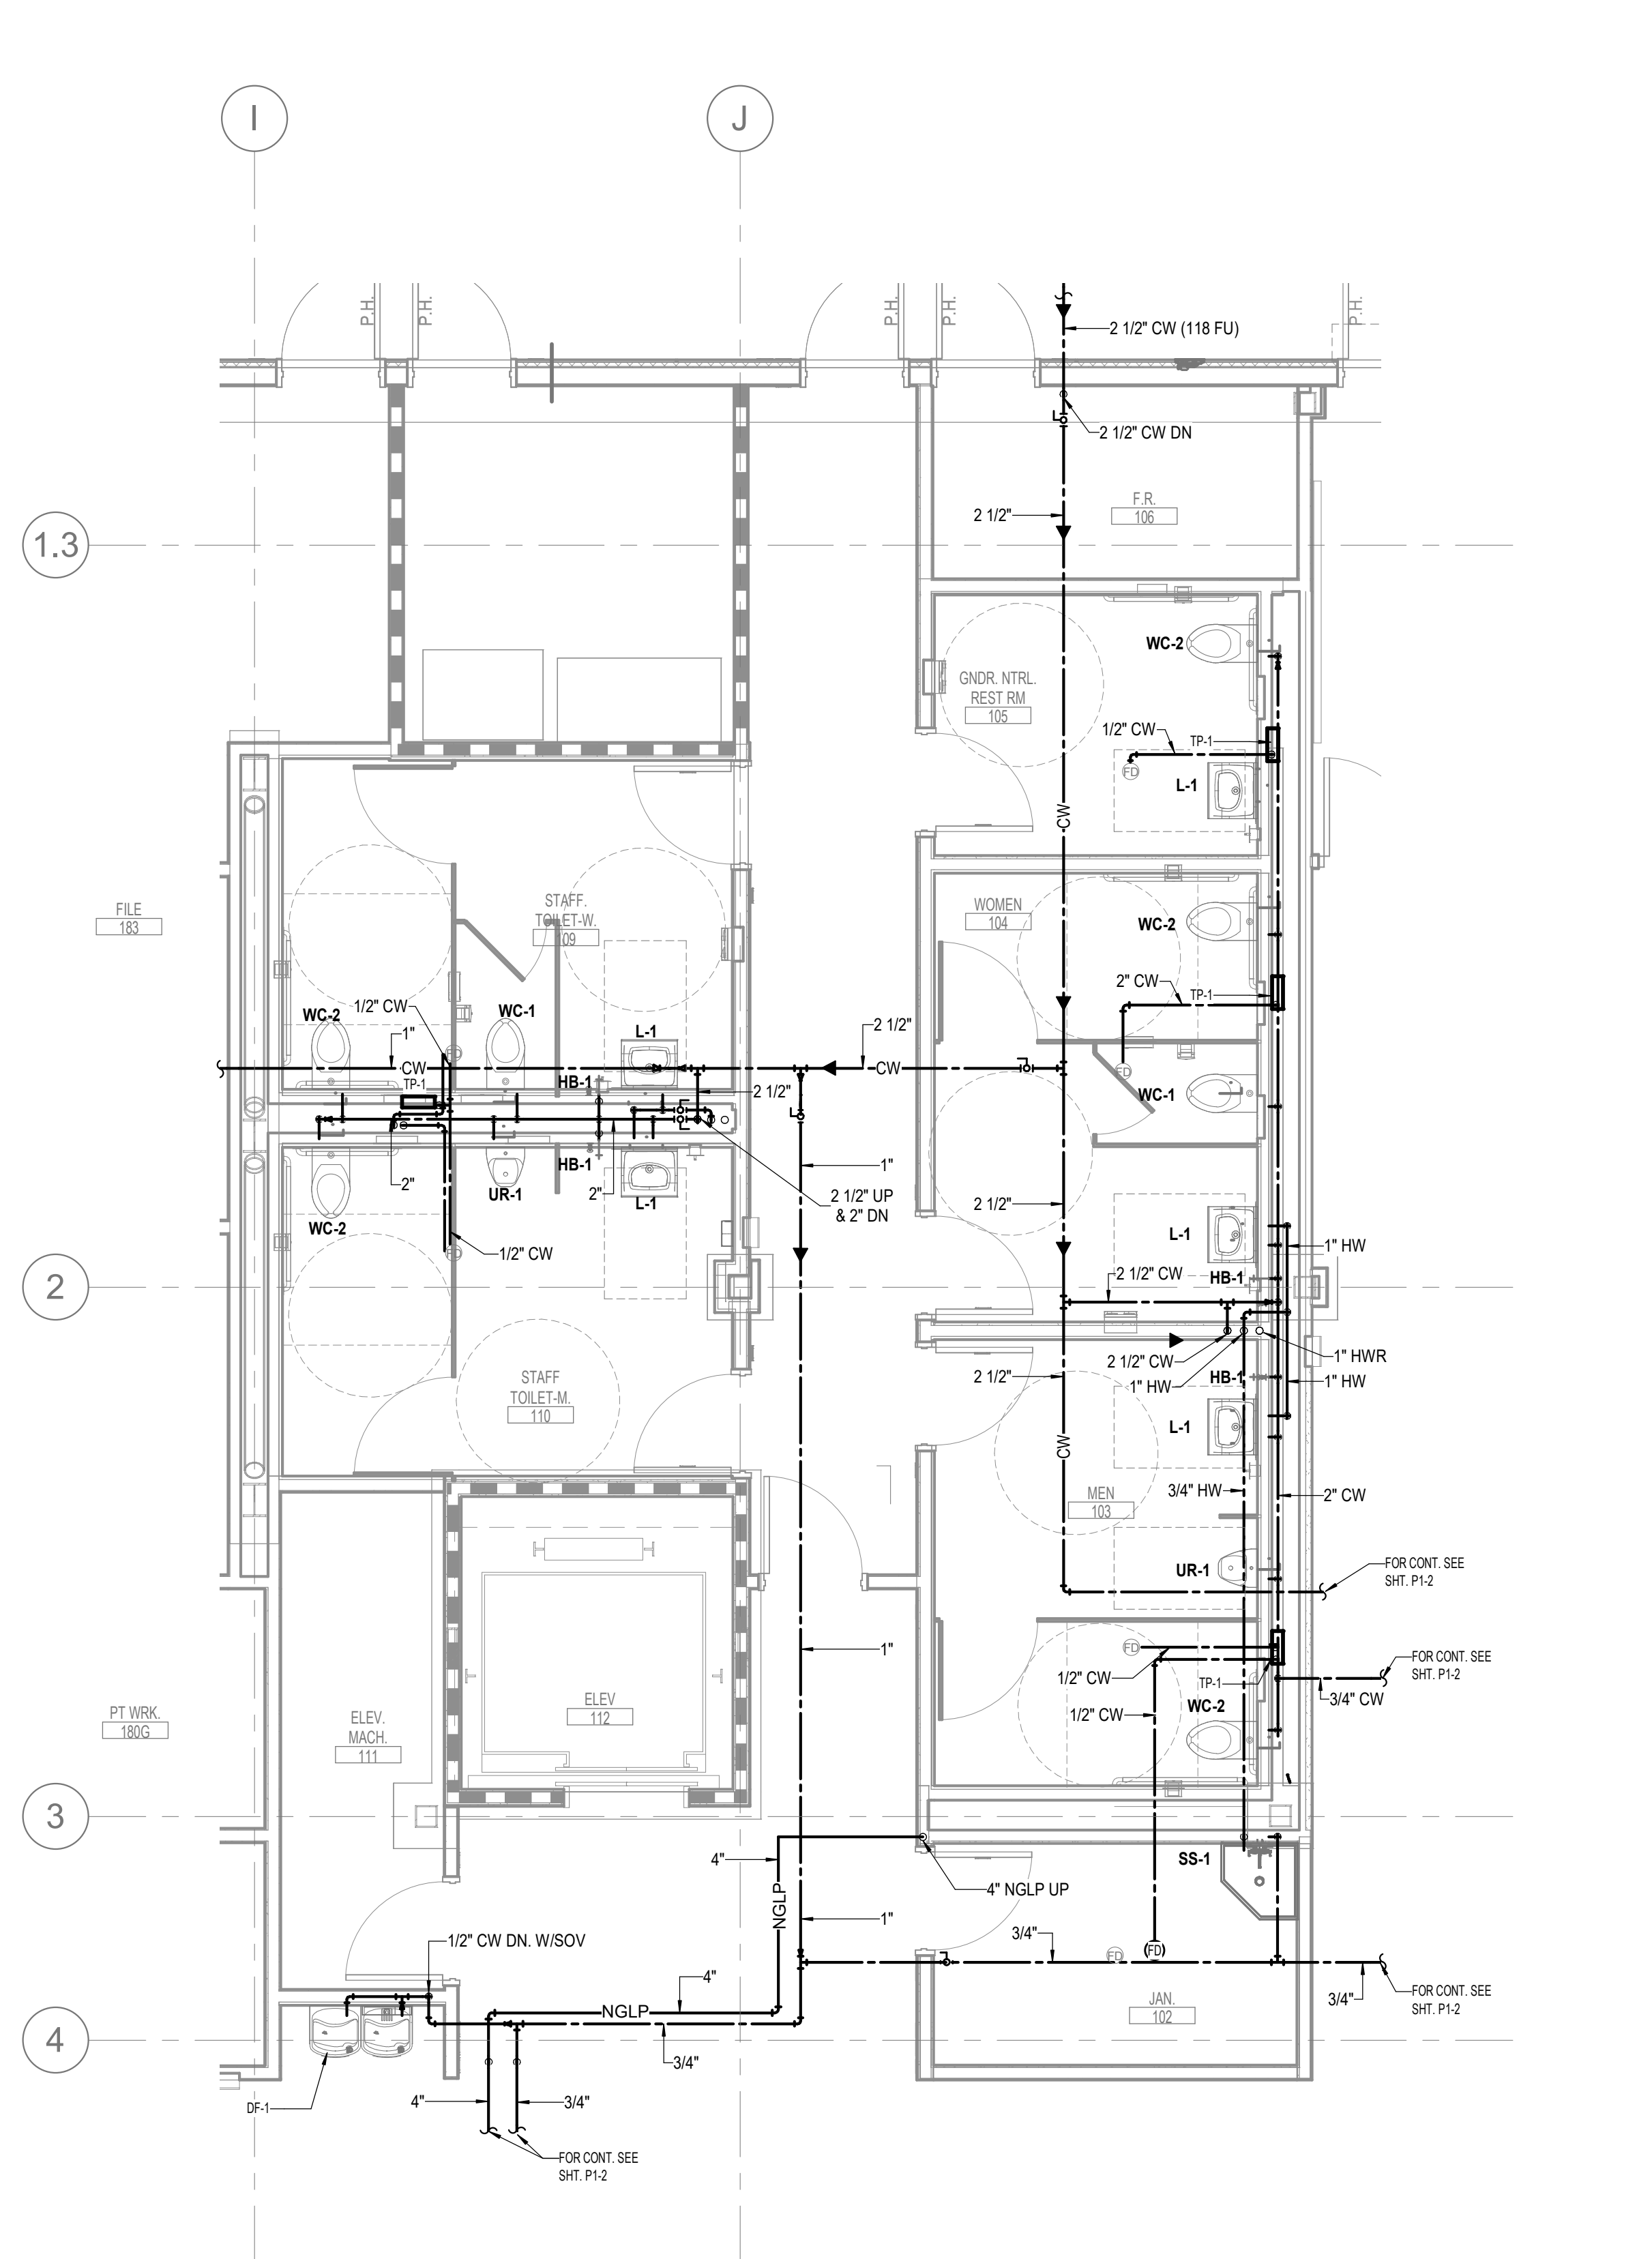 I
J
P.H.
P.H.
P.H.
P.H.
P.H.
2 1/2" CW (118 FU)
2 1/2" CW DN
F.R.
106
2 1/2"
1.3
WC-2
GNDR. NTRL.
REST RM
105
1/2" CW
TP-1
L-1
CW
FD
STAFF.
TOILET-W.
109
FILE
183
WOMEN
104
WC-2
2" CW
TP-1
1/2" CW
WC-2
WC-1
L-1
2 1/2"
1"
CW
CW
FD
FD
TP-1
HB-1
2 1/2"
WC-1
1"
2"
UR-1
HB-1
2"
L-1
2 1/2" UP
& 2" DN
2 1/2"
WC-2
L-1
1/2" CW
FD
1" HW
2 1/2" CW
HB-1
2
2 1/2" CW
1" HWR
2 1/2"
1" HW
HB-1
1" HW
STAFF
TOILET-M.
110
L-1
CW
MEN
103
3/4" HW
2" CW
UR-1
FOR CONT. SEE
SHT. P1-2
FD
1"
1/2" CW
TP-1
FOR CONT. SEE
SHT. P1-2
3/4" CW
WC-2
1/2" CW
ELEV
112
PT WRK.
180G
ELEV.
MACH.
111
3
4"
SS-1
4" NGLP UP
NGLP
1"
3/4"
1/2" CW DN. W/SOV
FD
(FD)
4"
3/4"
FOR CONT. SEE
SHT. P1-2
NGLP
JAN.
102
4
3/4"
DF-1
4"
3/4"
FOR CONT. SEE
SHT. P1-2